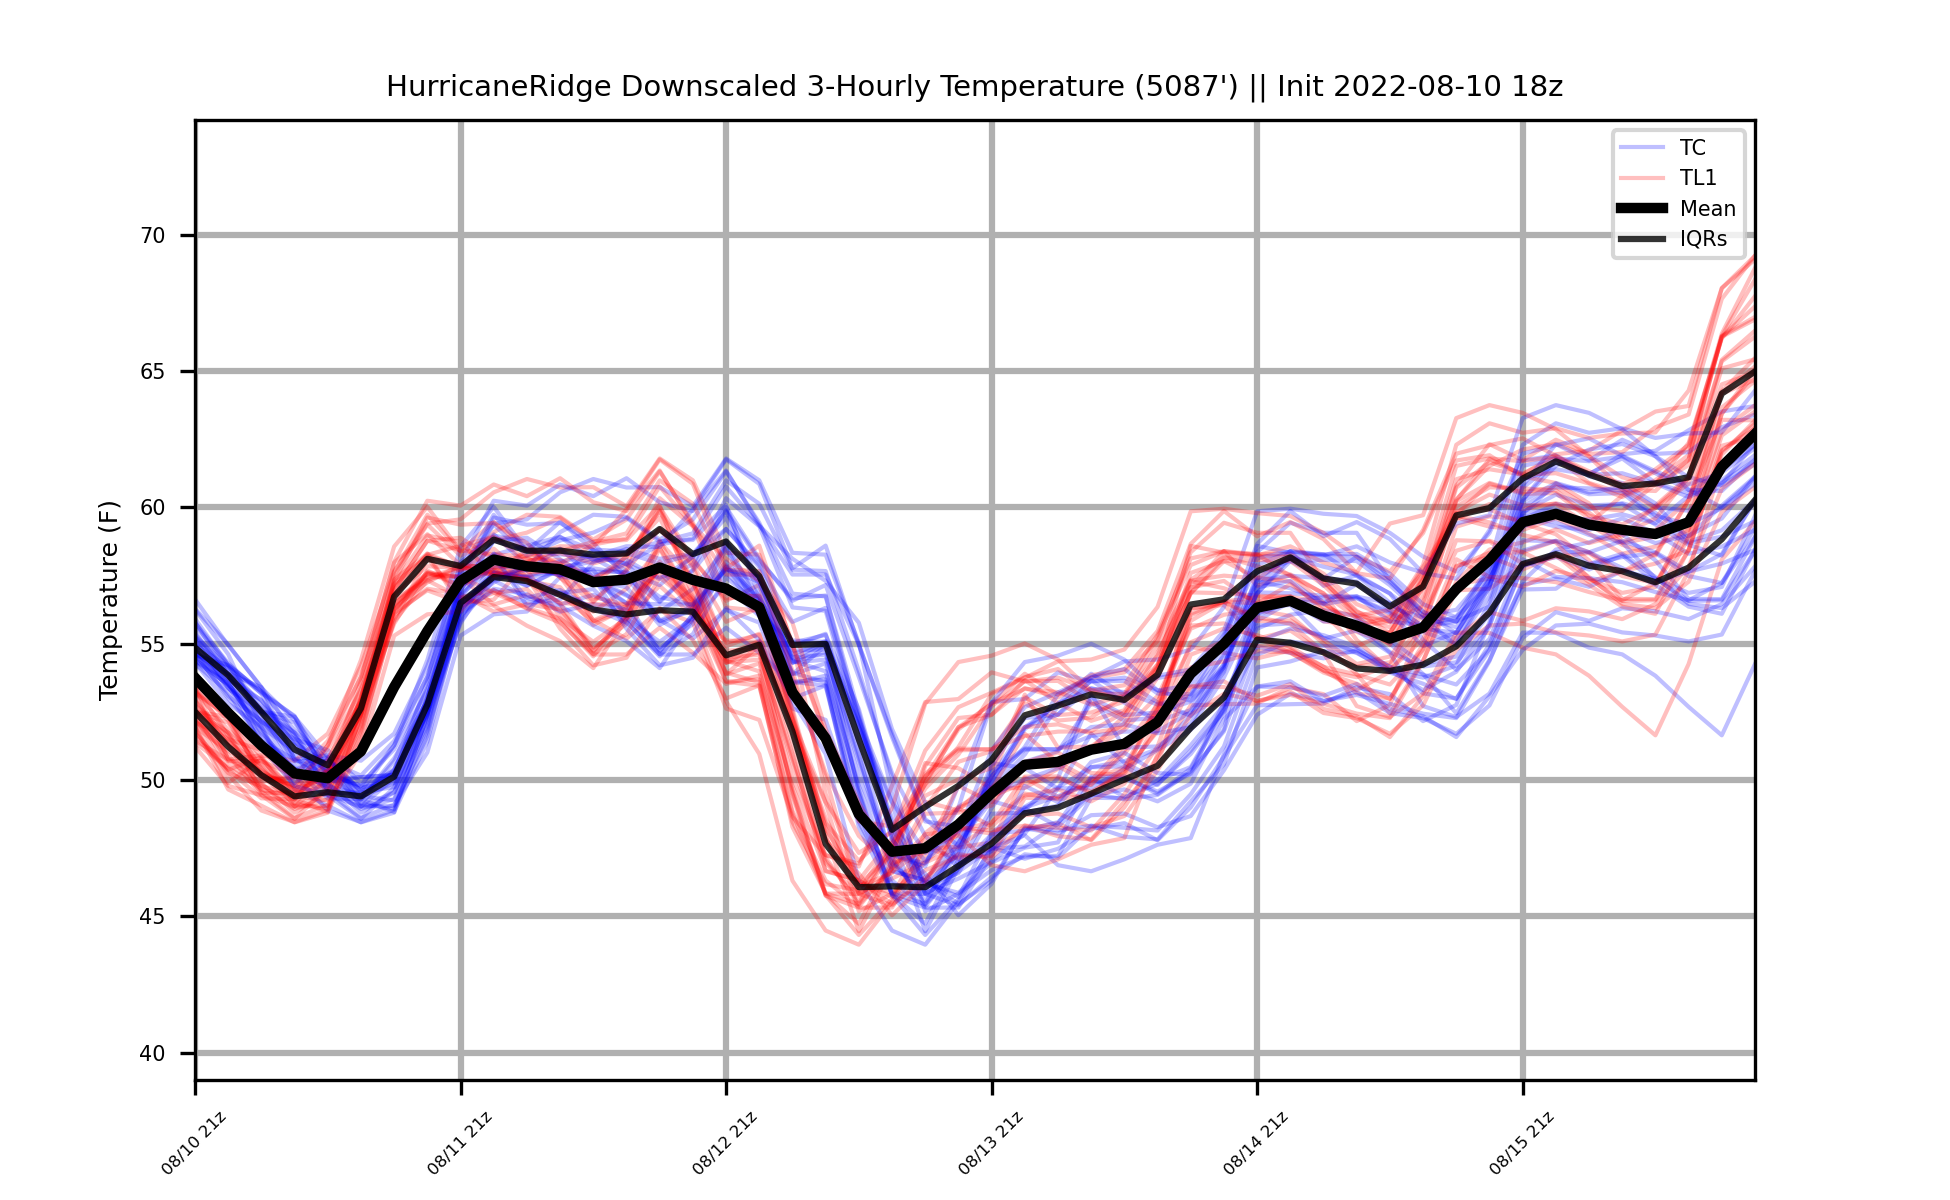 HurricaneRidge Downscaled 3-Hourly Temperature (5087') || Init 2022-08-10 18z
TC
TL1
Mean
IQRs
Temperature (F)
70
65
60
55
50
45
40
08/10 21z
08/11 21z
08/12 21z
08/13 21z
08/14 21z
08/15 21z